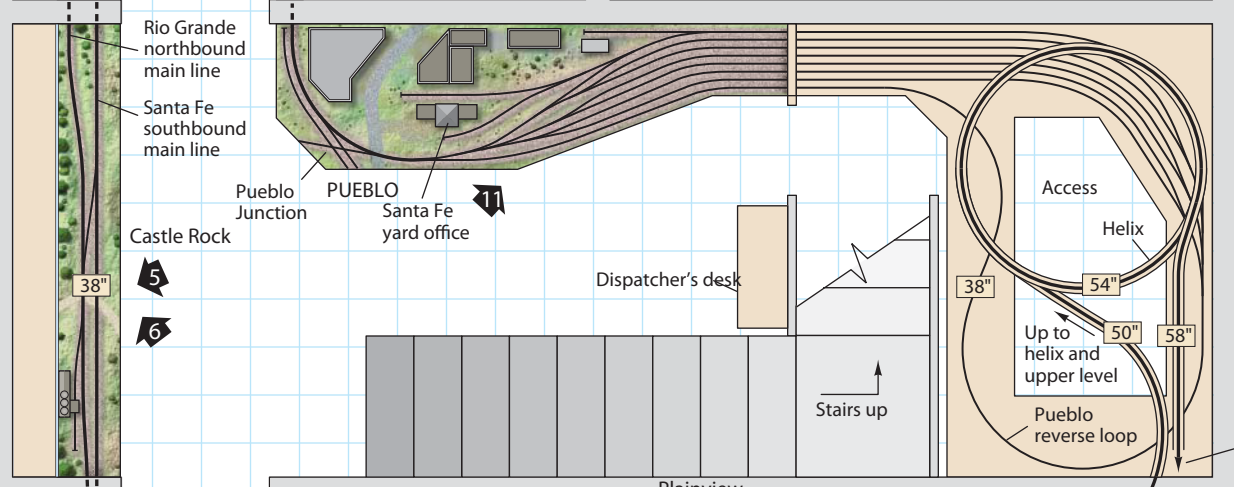 Rio Grande
northbound
main line
Santa Fe
southbound
main line
Pueblo
Junction
PUEBLO
Santa Fe
yard office
11
Castle Rock
5
6
38"
Dispatcher's desk
Stairs up
Access
Helix
38"
54"
50"
58"
Up to
helix and
upper level
Pueblo
reverse loop
Plainview